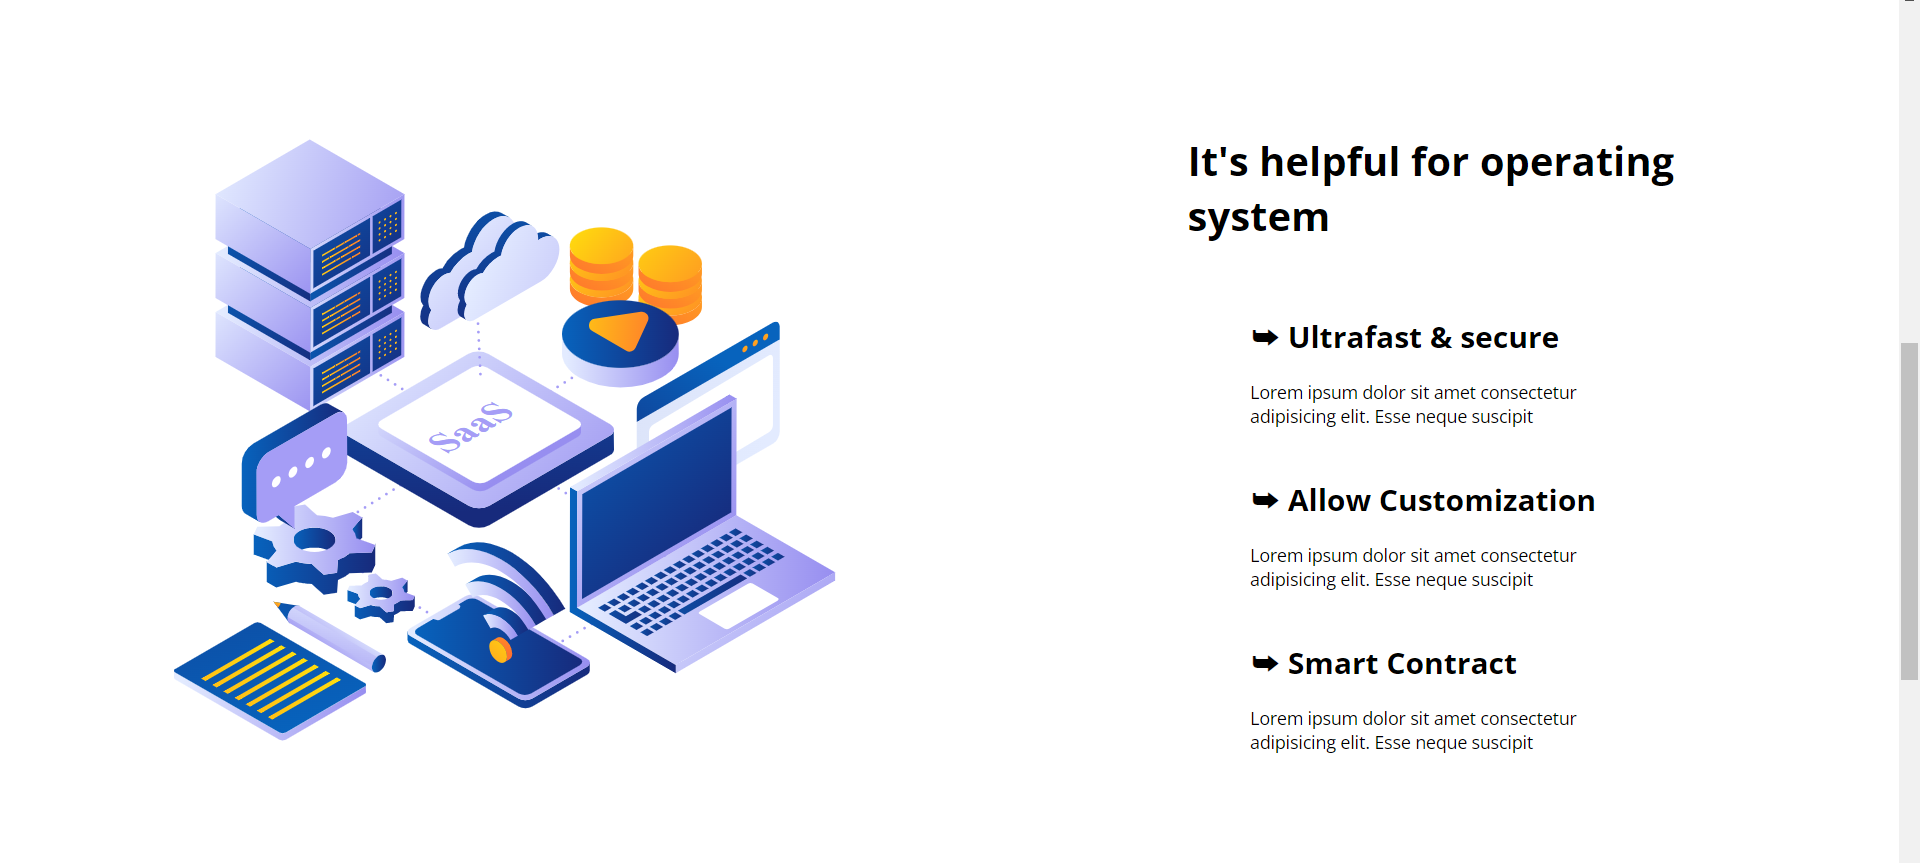 SaaS
It's helpful for operating
system
➥ Ultrafast & secure
Lorem ipsum dolor sit amet consectetur
adipisicing elit. Esse neque suscipit
➥ Allow Customization
Lorem ipsum dolor sit amet consectetur
adipisicing elit. Esse neque suscipit
➥ Smart Contract
Lorem ipsum dolor sit amet consectetur
adipisicing elit. Esse neque suscipit